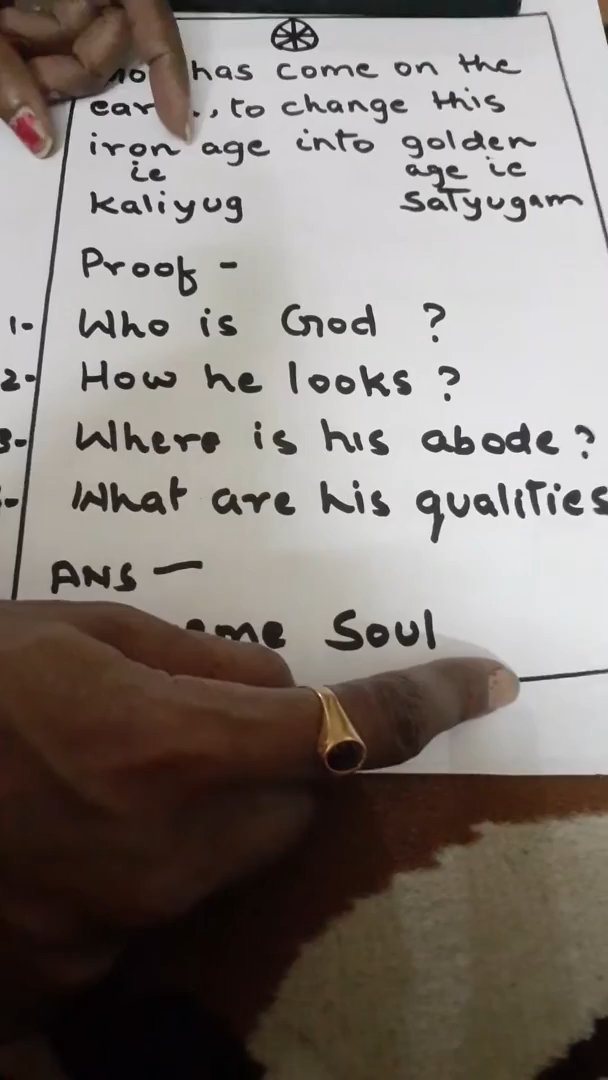 has come on the
to change this
iron age into golden
ie age ie
Kaliyug Satyugam
Proof -
1- Who is God ?
2- How he looks ?
3- Where is his abode ?
What are his qualities
ANS -
Soul